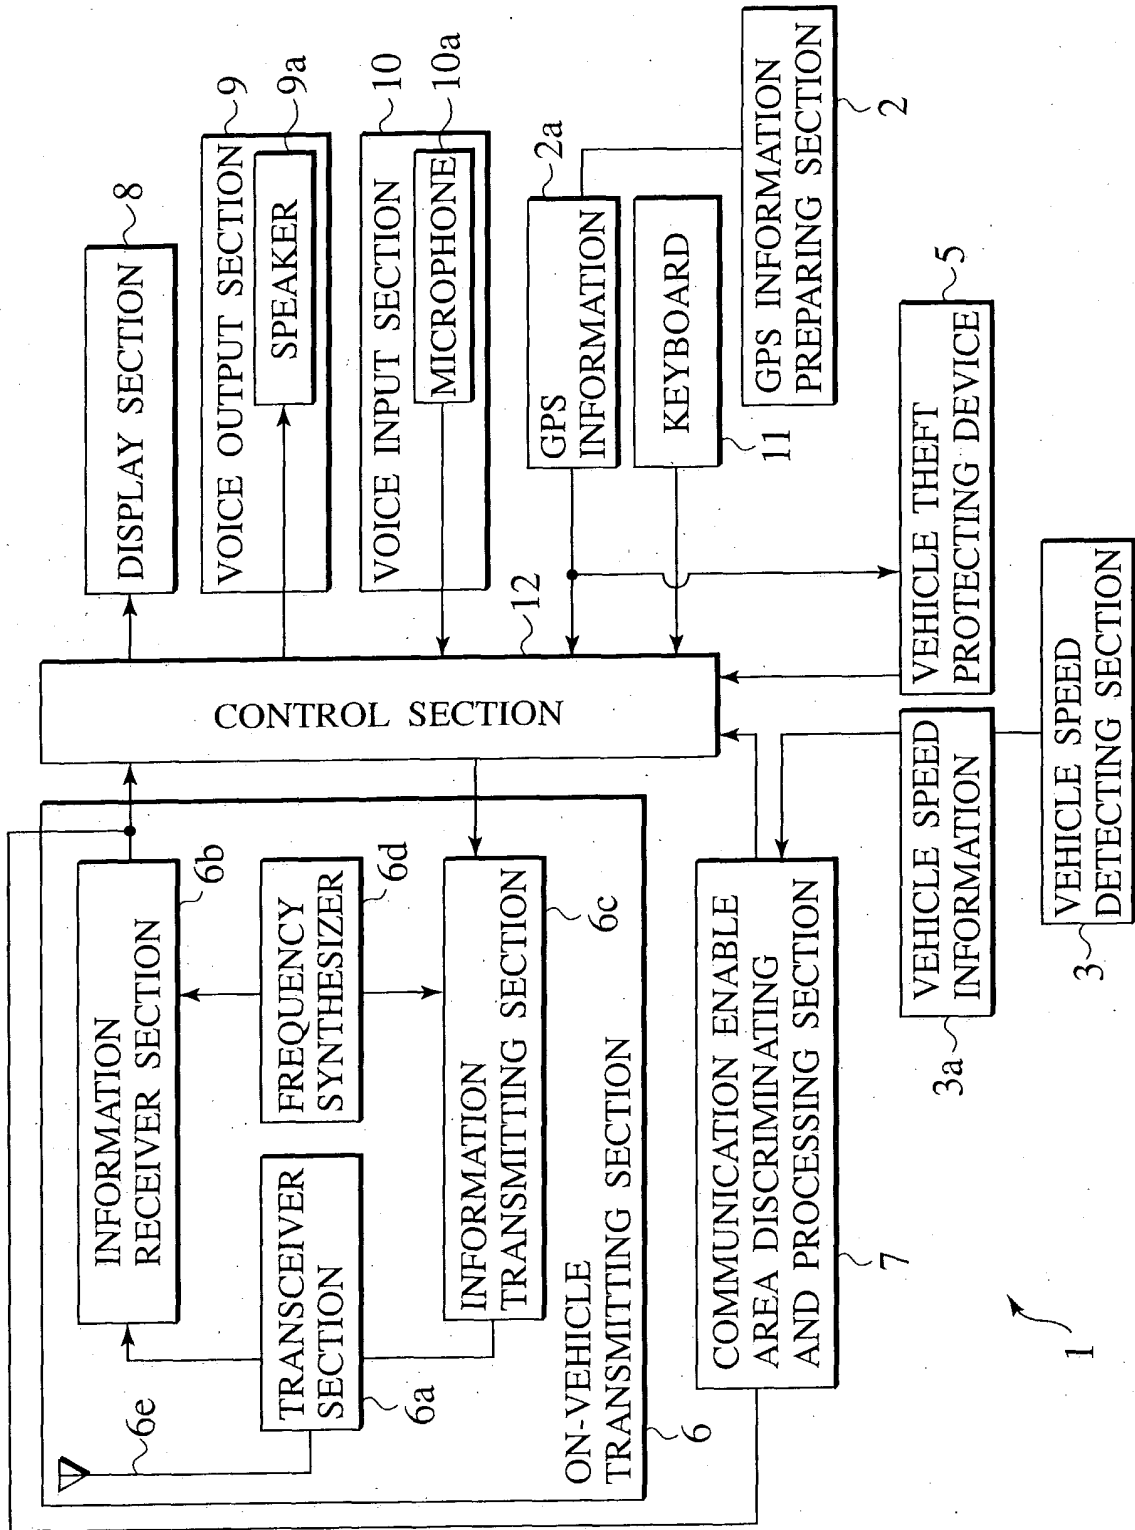 6e
TRANSCEIVER
SECTION
6a
INFORMATION
RECEIVER SECTION
6b
FREQUENCY
SYNTHESIZER
6d
INFORMATION
TRANSMITTING SECTION
6c
ON-VEHICLE
TRANSMITTING SECTION
6
COMMUNICATION ENABLE
AREA DISCRIMINATING
AND PROCESSING SECTION
7
1
CONTROL SECTION
12
DISPLAY SECTION
8
VOICE OUTPUT SECTION
9
SPEAKER
9a
VOICE INPUT SECTION
10
MICROPHONE
10a
GPS
INFORMATION
2a
KEYBOARD
11
GPS INFORMATION
PREPARING SECTION
2
VEHICLE THEFT
PROTECTING DEVICE
5
VEHICLE SPEED
INFORMATION
3a
VEHICLE SPEED
DETECTING SECTION
3